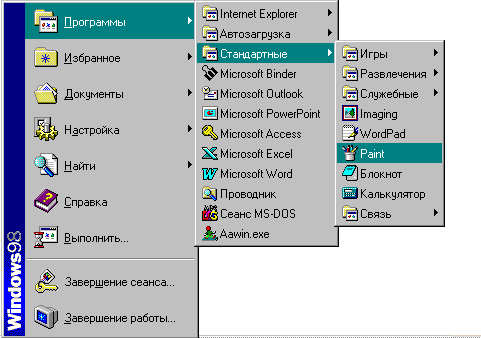 Программы
Избранное
Документы
Настройка
Найти
Справка
Выполнить...
Завершение сеанса...
Завершение работы...
Windows98
Internet Explorer
Автозагрузка
Стандартные
Microsoft Binder
Microsoft Outlook
Microsoft PowerPoint
Microsoft Access
Microsoft Excel
Microsoft Word
Проводник
Сеанс MS-DOS
Aawin.exe
Игры
Развлечения
Служебные
Imaging
WordPad
Paint
Блокнот
Калькулятор
Связь